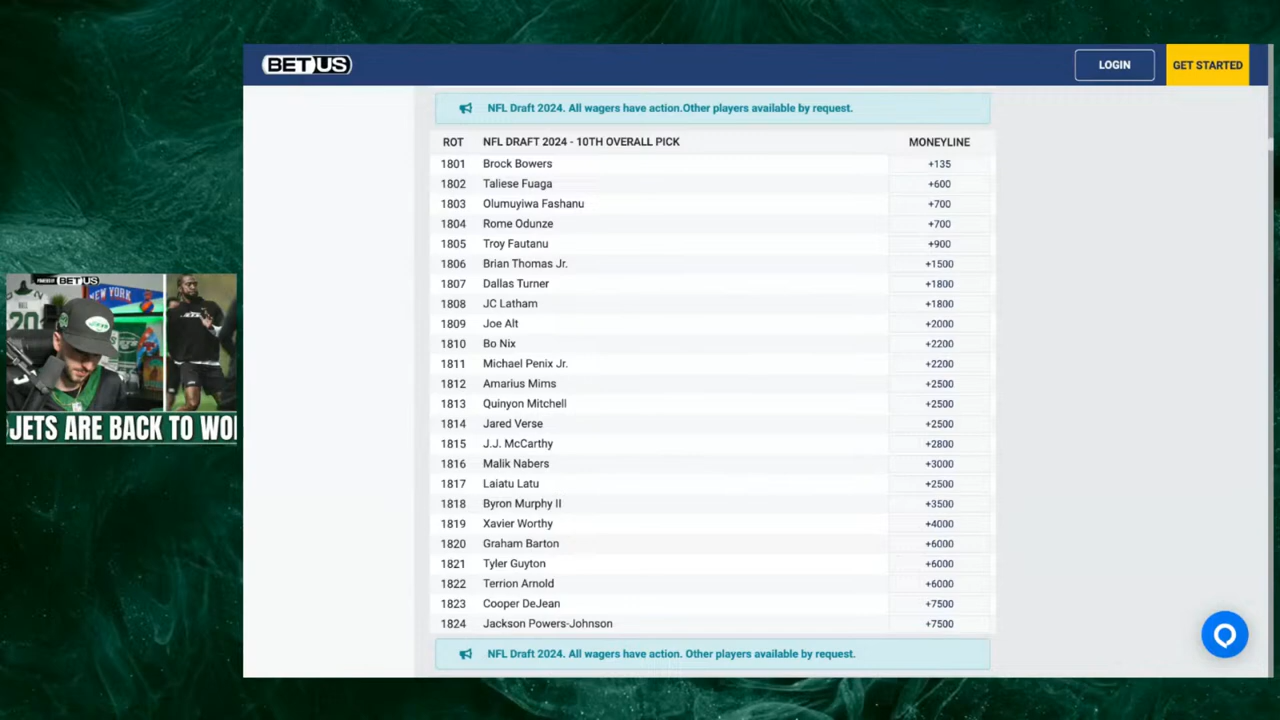 BETUS
LOGIN
GET STARTED
NFL Draft 2024. All wagers have action.Other players available by request.
ROT NFL DRAFT 2024 - 10TH OVERALL PICK MONEYLINE
1801 Brock Bowers +135
1802 Taliese Fuaga +600
1803 Olumuyiwa Fashanu +700
1804 Rome Odunze +700
1805 Troy Fautanu +900
1806 Brian Thomas Jr. +1500
1807 Dallas Turner +1800
1808 JC Latham +1800
1809 Joe Alt +2000
1810 Bo Nix +2200
1811 Michael Penix Jr. +2200
1812 Amarius Mims +2500
1813 Quinyon Mitchell +2500
1814 Jared Verse +2500
1815 J.J. McCarthy +2800
1816 Malik Nabers +3000
1817 Laiatu Latu +2500
1818 Byron Murphy II +3500
1819 Xavier Worthy +4000
1820 Graham Barton +6000
1821 Tyler Guyton +6000
1822 Terrion Arnold +6000
1823 Cooper DeJean +7500
1824 Jackson Powers-Johnson +7500
NFL Draft 2024. All wagers have action. Other players available by request.
BETUS
NEW YORK
20
JETS
JETS ARE BACK TO WO